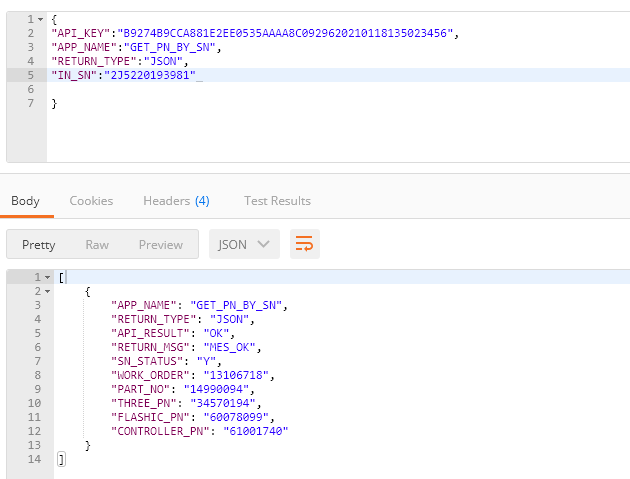 1 {
2 "API_KEY":"B9274B9CCA881E2EE0535AAAA8C0929620210118135023456",
3 "APP_NAME":"GET_PN_BY_SN",
4 "RETURN_TYPE":"JSON",
5 "IN_SN":"2J5220193981"
6
7 }
Body Cookies Headers (4) Test Results
Pretty Raw Preview JSON
1 [
2 {
3 "APP_NAME": "GET_PN_BY_SN",
4 "RETURN_TYPE": "JSON",
5 "API_RESULT": "OK",
6 "RETURN_MSG": "MES_OK",
7 "SN_STATUS": "Y",
8 "WORK_ORDER": "13106718",
9 "PART_NO": "14990094",
10 "THREE_PN": "34570194",
11 "FLASHIC_PN": "60078099",
12 "CONTROLLER_PN": "61001740"
13 }
14 ]